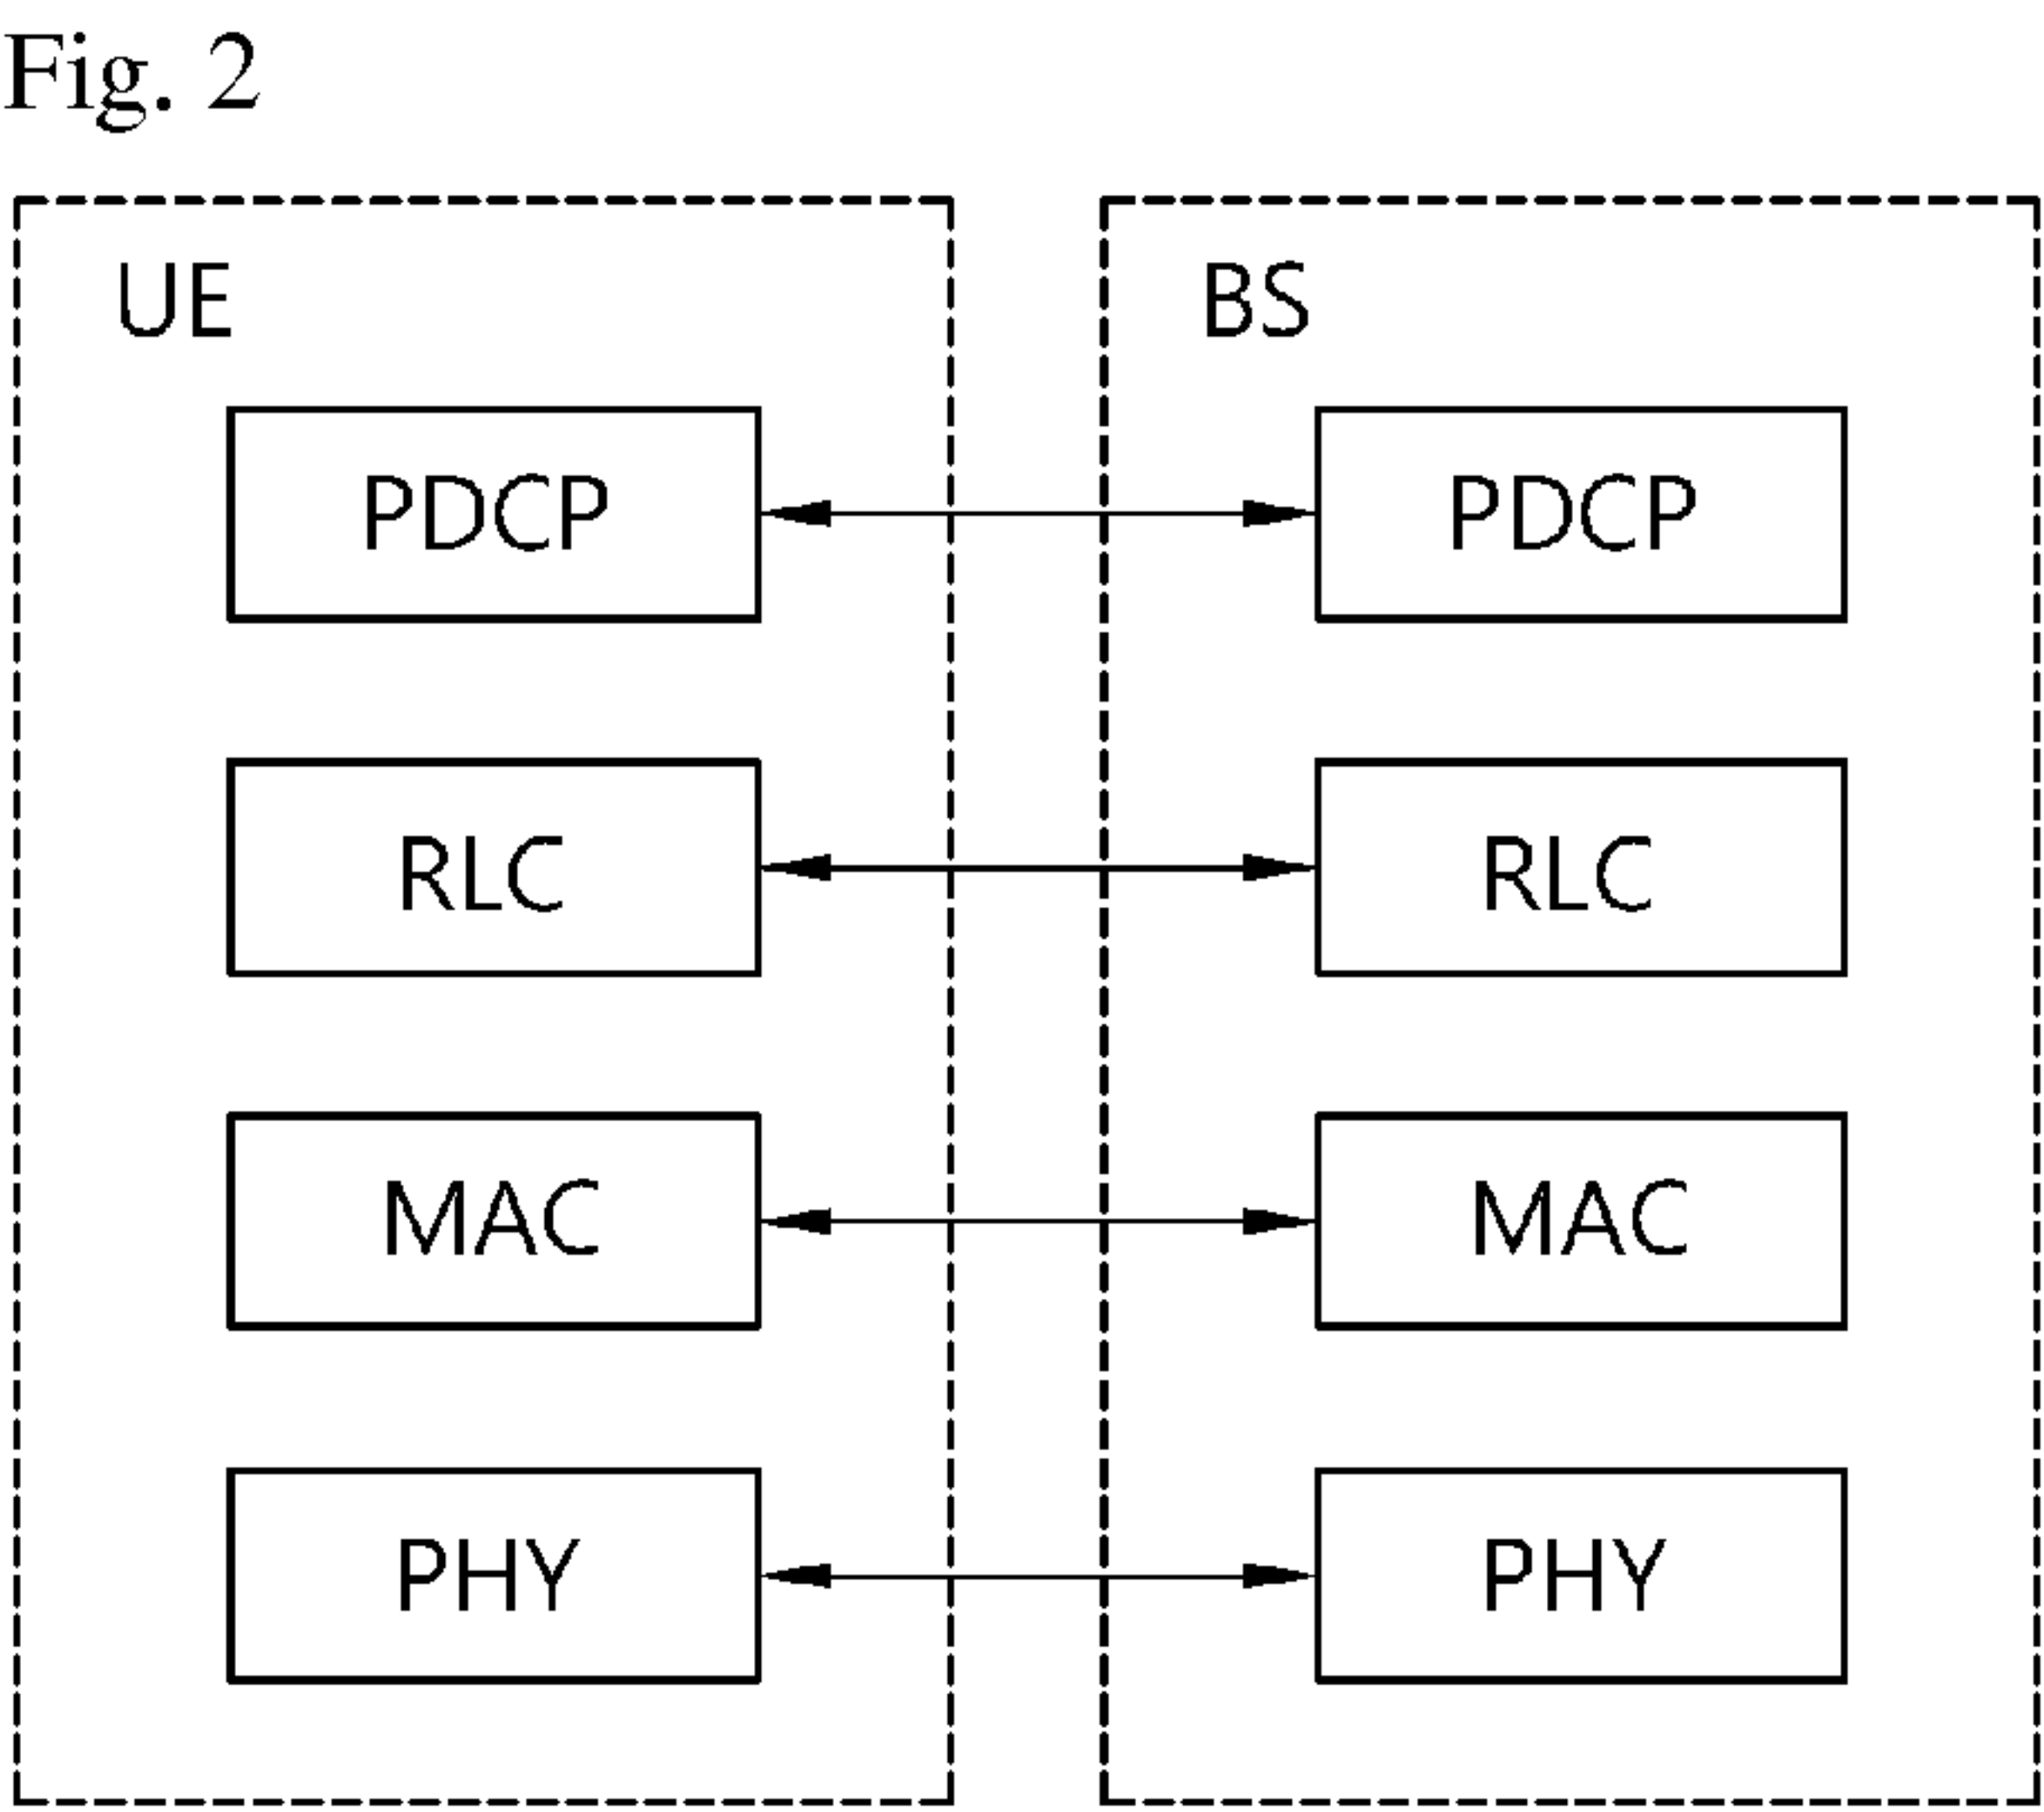 Fig. 2
UE
BS
PDCP
PDCP
RLC
RLC
MAC
MAC
PHY
PHY